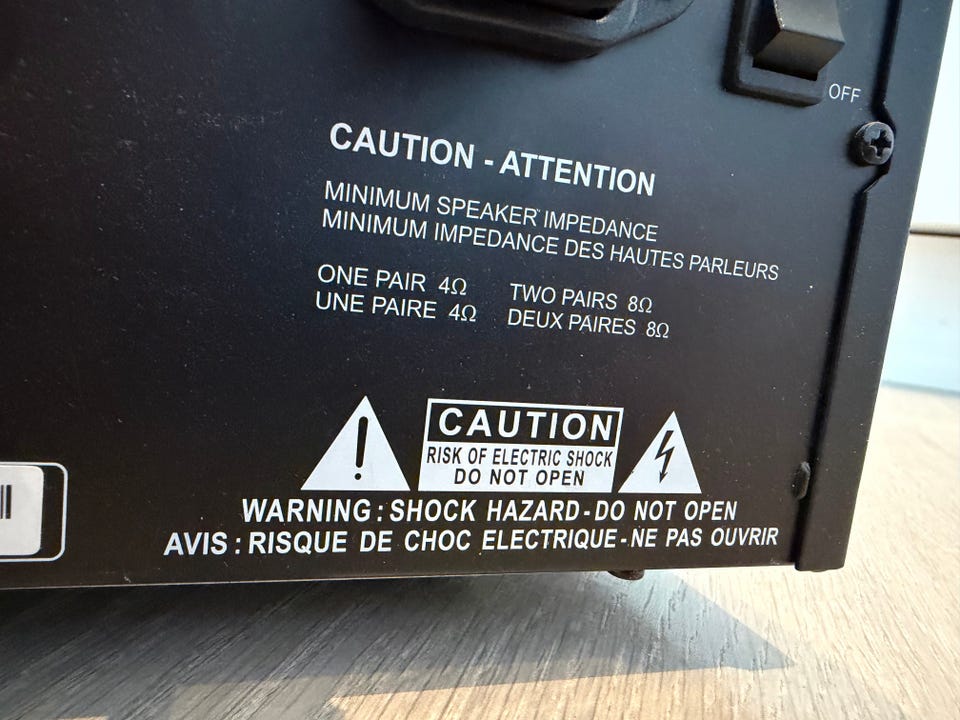 OFF
CAUTION - ATTENTION
MINIMUM SPEAKER IMPEDANCE
MINIMUM IMPEDANCE DES HAUTES PARLEURS
ONE PAIR 4Ω TWO PAIRS 8Ω
UNE PAIRE 4Ω DEUX PAIRES 8Ω
CAUTION
RISK OF ELECTRIC SHOCK
DO NOT OPEN
WARNING : SHOCK HAZARD - DO NOT OPEN
AVIS : RISQUE DE CHOC ELECTRIQUE - NE PAS OUVRIR